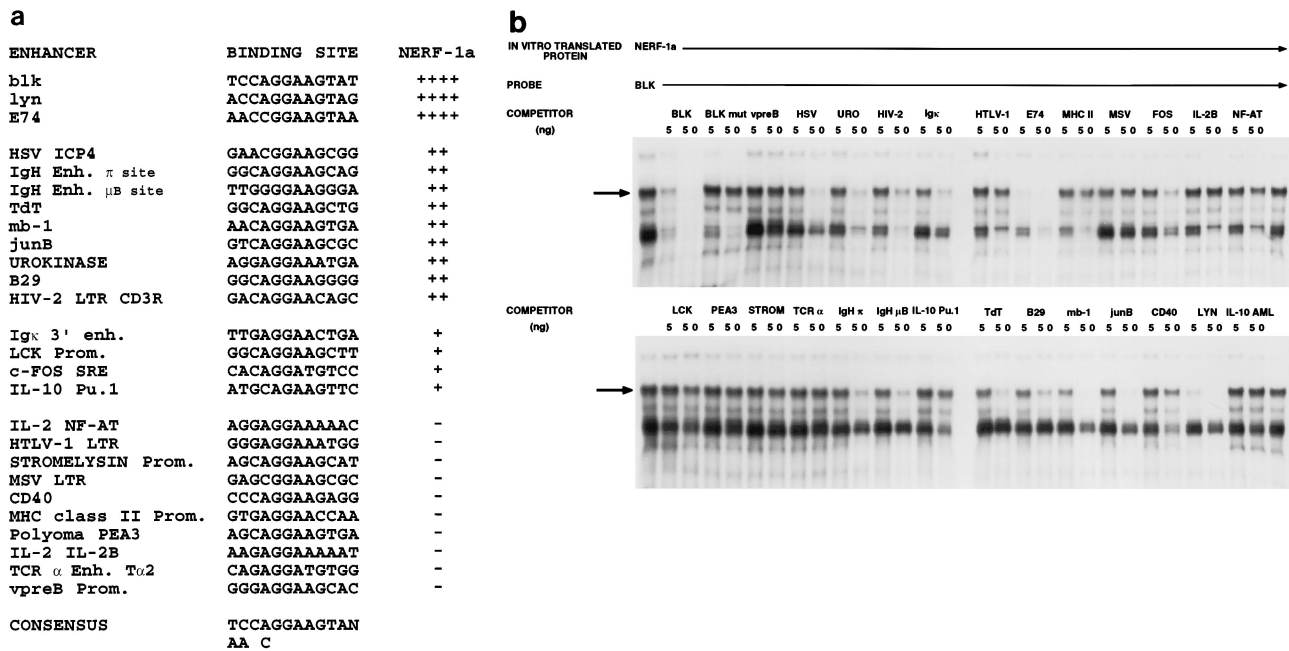 a
ENHANCER BINDING SITE NERF-1a
blk TCCAGGAAGTAT ++++
lyn ACCAGGAAGTAG ++++
E74 AACCGGAAGTAA ++++
HSV ICP4 GAACGGAAGCGG ++
IgH Enh. π site GGCAGGAAGCAG ++
IgH Enh. μB site TTGGGGAAGGGA ++
TdT GGCAGGAAGCTG ++
mb-1 AACAGGAAGTGA ++
junB GTCAGGAAGCGC ++
UROKINASE AGGAGGAAATGA ++
B29 GGCAGGAAGGGG ++
HIV-2 LTR CD3R GACAGGAACAGC ++
Igκ 3' enh. TTGAGGAACTGA +
LCK Prom. GGCAGGAAGCTT +
c-FOS SRE CACAGGATGTCC +
IL-10 Pu.1 ATGCAGAAGTTC +
IL-2 NF-AT AGGAGGAAAAAC -
HTLV-1 LTR GGGAGGAAATGG -
STROMELYSIN Prom. AGCAGGAAGCAT -
MSV LTR GAGCGGAAGCGC -
CD40 CCCAGGAAGAGG -
MHC class II Prom. GTGAGGAACCAA -
Polyoma PEA3 AGCAGGAAGTGA -
IL-2 IL-2B AAGAGGAAAAAT -
TCR α Enh. Tα2 CAGAGGATGTGG -
vpreB Prom. GGGAGGAAGCAC -
CONSENSUS TCCAGGAAGTAN
AA C
b
IN VITRO TRANSLATED NERF-1a
PROTEIN
PROBE BLK
COMPETITOR BLK BLK mut vpreB HSV URO HIV-2 Igκ HTLV-1 E74 MHC II MSV FOS IL-2B NF-AT
(ng) 5 50 5 50 5 50 5 50 5 50 5 50 5 50 5 50 5 50 5 50 5 50 5 50 5 50 5 50
COMPETITOR LCK PEA3 STROM TCR α IgH π IgH μB IL-10 Pu.1 TdT B29 mb-1 junB CD40 LYN IL-10 AML
(ng) 5 50 5 50 5 50 5 50 5 50 5 50 5 50 5 50 5 50 5 50 5 50 5 50 5 50 5 50